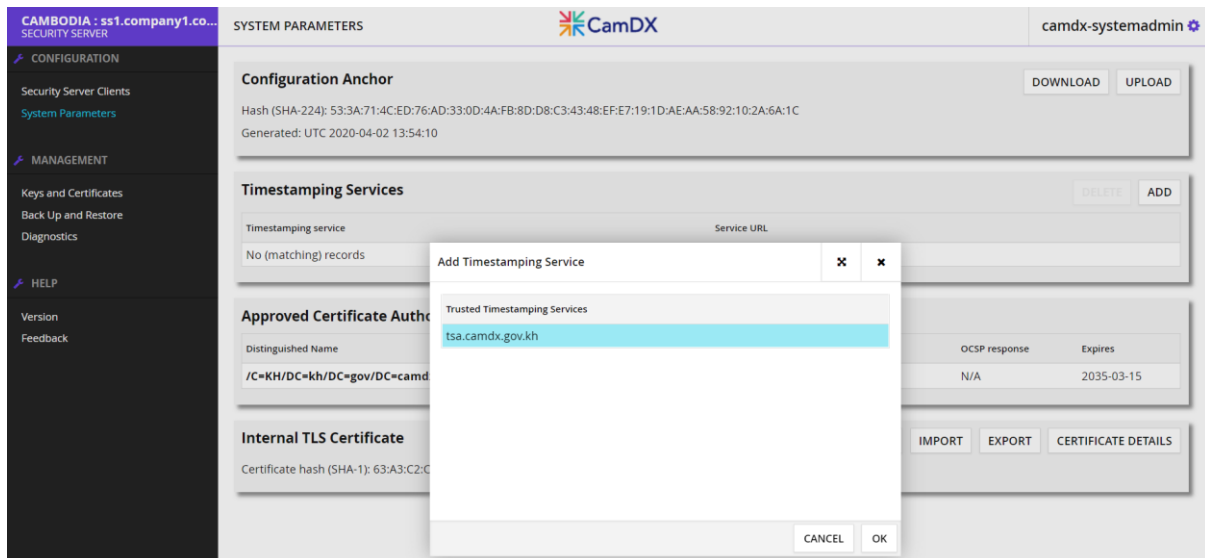 CAMBODIA : ss1.company1.co...
SECURITY SERVER
SYSTEM PARAMETERS
CamDX
camdx-systemadmin
CONFIGURATION
Security Server Clients
System Parameters
MANAGEMENT
Keys and Certificates
Back Up and Restore
Diagnostics
HELP
Version
Feedback
Configuration Anchor
DOWNLOAD UPLOAD
Hash (SHA-224): 53:3A:71:4C:ED:76:AD:33:0D:4A:FB:8D:D8:C3:43:48:EF:E7:19:1D:AE:AA:58:92:10:2A:6A:1C
Generated: UTC 2020-04-02 13:54:10
Timestamping Services
DELETE ADD
Timestamping service Service URL
No (matching) records
Add Timestamping Service
Trusted Timestamping Services
tsa.camdx.gov.kh
CANCEL OK
Approved Certificate Autho
Distinguished Name OCSP response Expires
/C=KH/DC=kh/DC=gov/DC=camd N/A 2035-03-15
Internal TLS Certificate
IMPORT EXPORT CERTIFICATE DETAILS
Certificate hash (SHA-1): 63:A3:C2:C